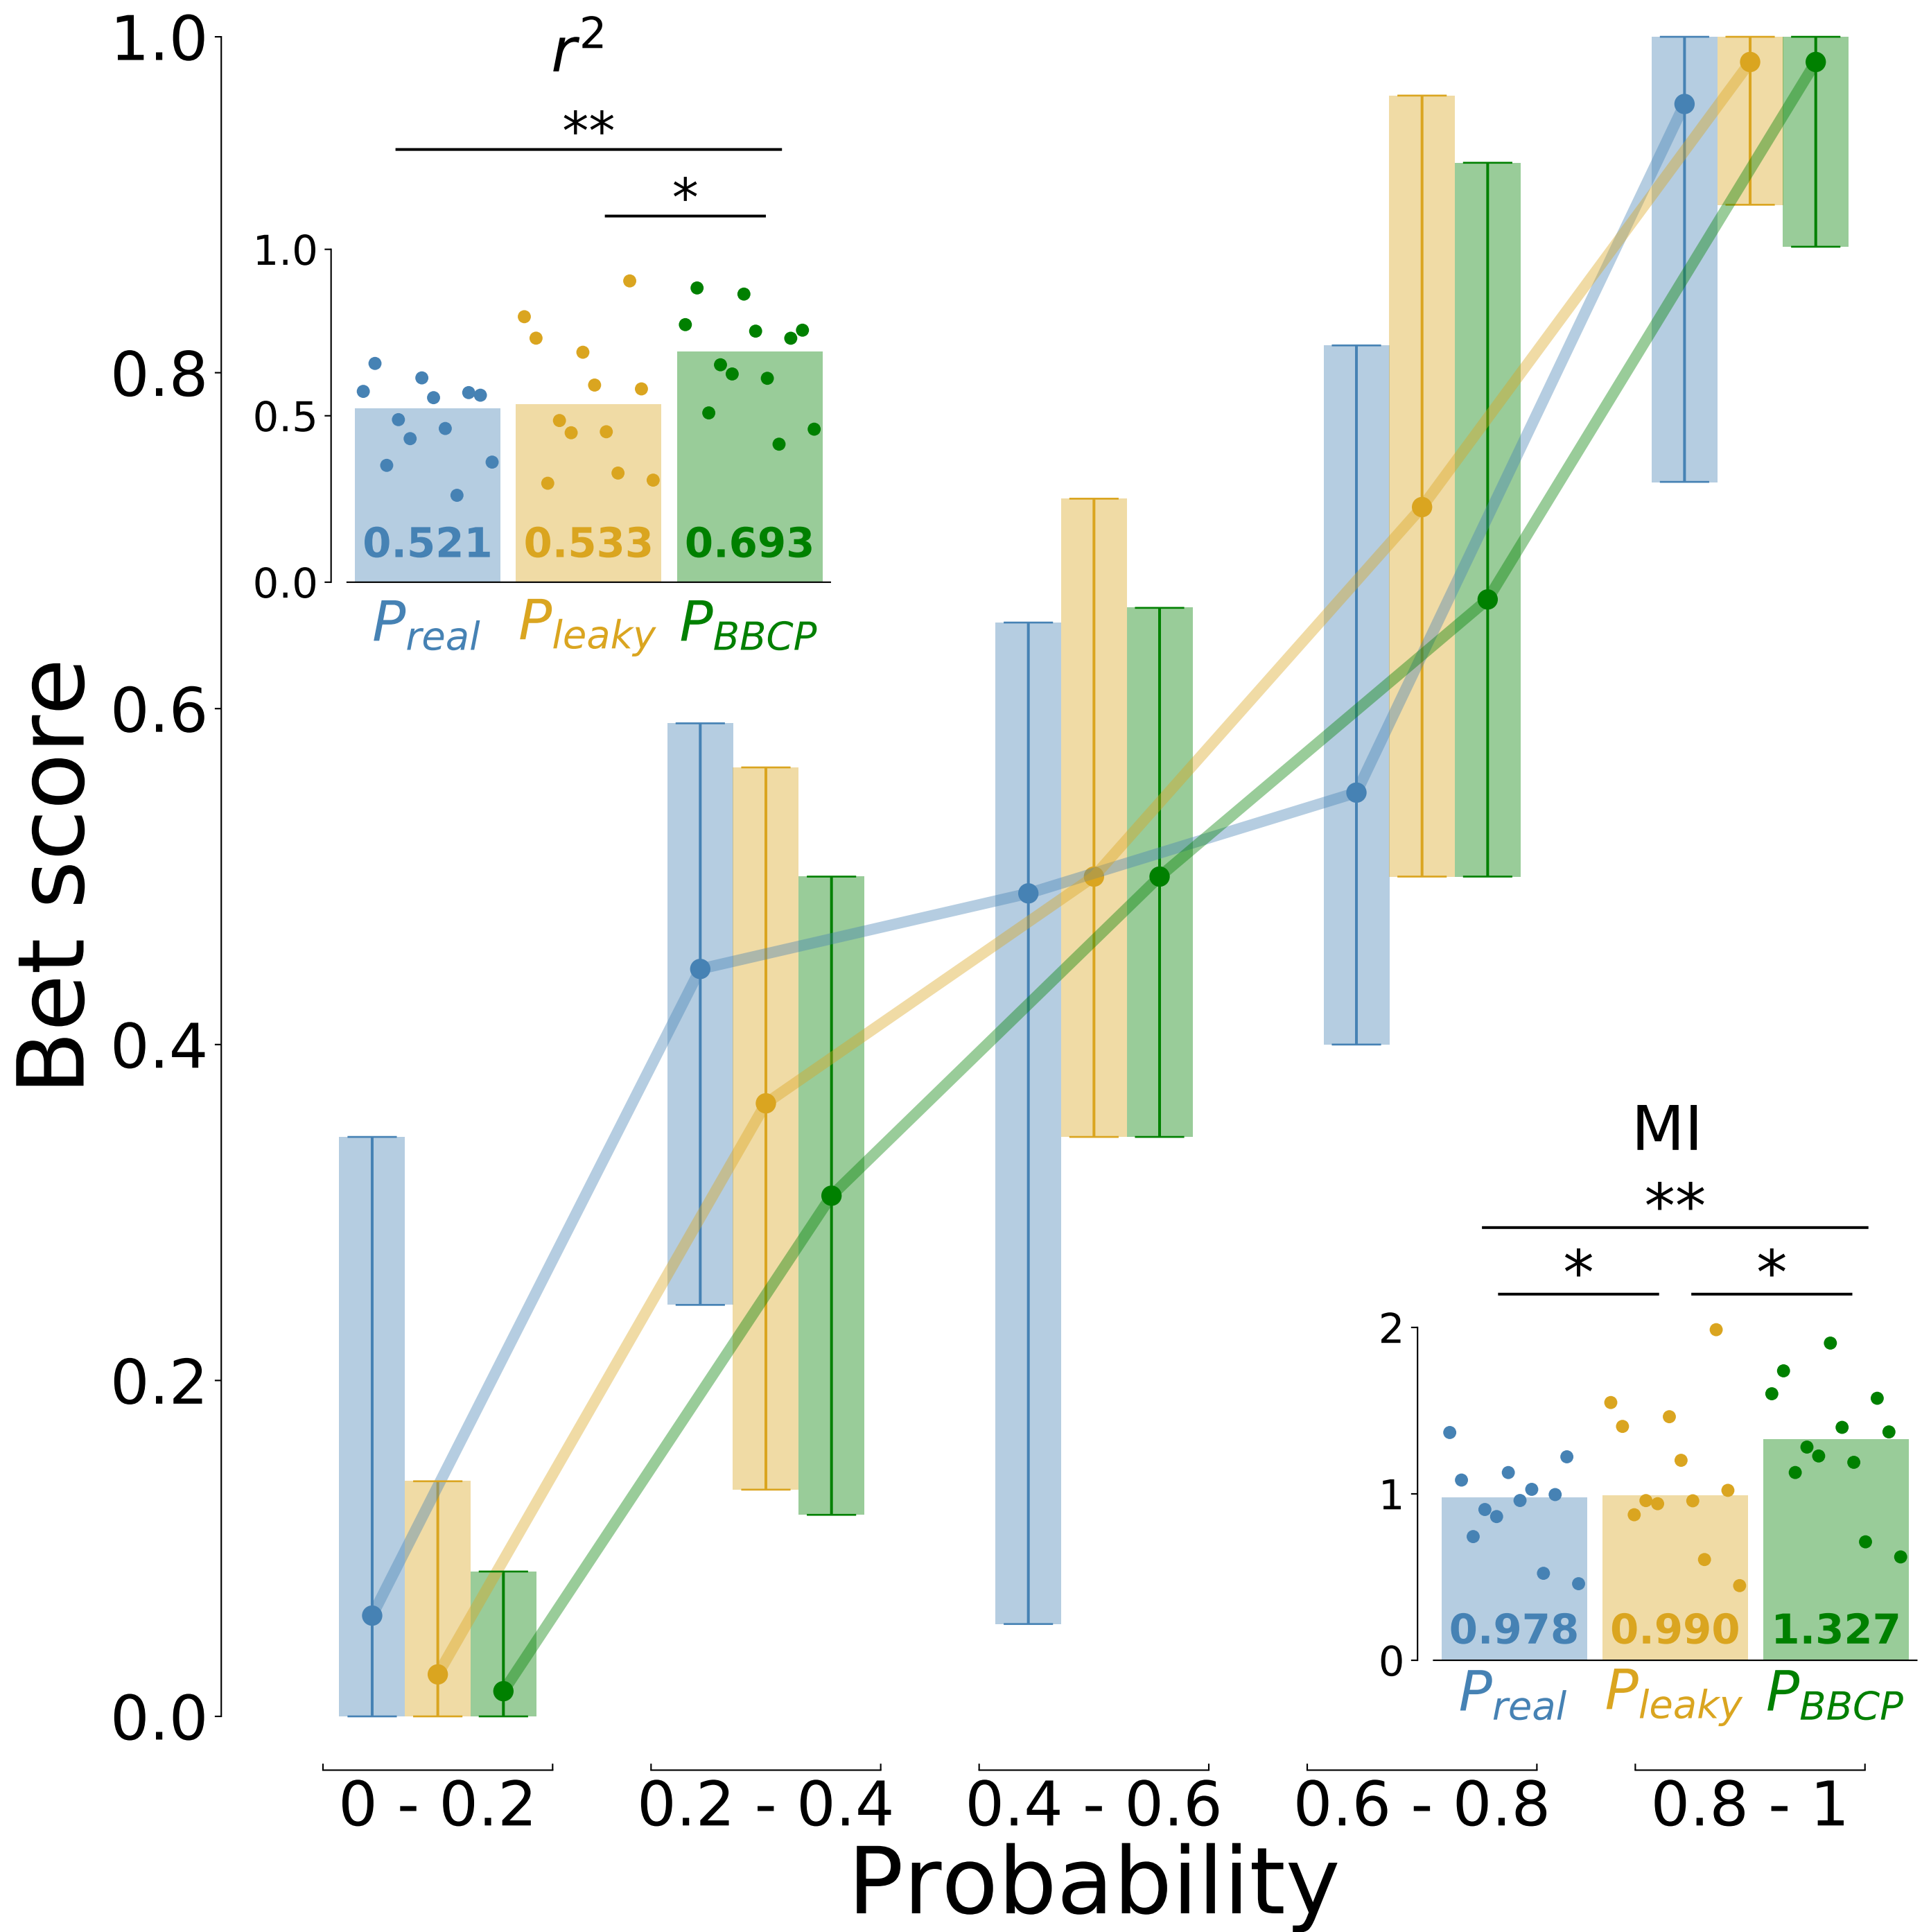 Bet score
1.0
0.8
0.6
0.4
0.2
0.0
r²
**
*
1.0
0.5
0.0
0.521 0.533 0.693
P_real P_leaky P_BBCP
MI
**
* *
2
1
0
0.978 0.990 1.327
P_real P_leaky P_BBCP
0 - 0.2 0.2 - 0.4 0.4 - 0.6 0.6 - 0.8 0.8 - 1
Probability